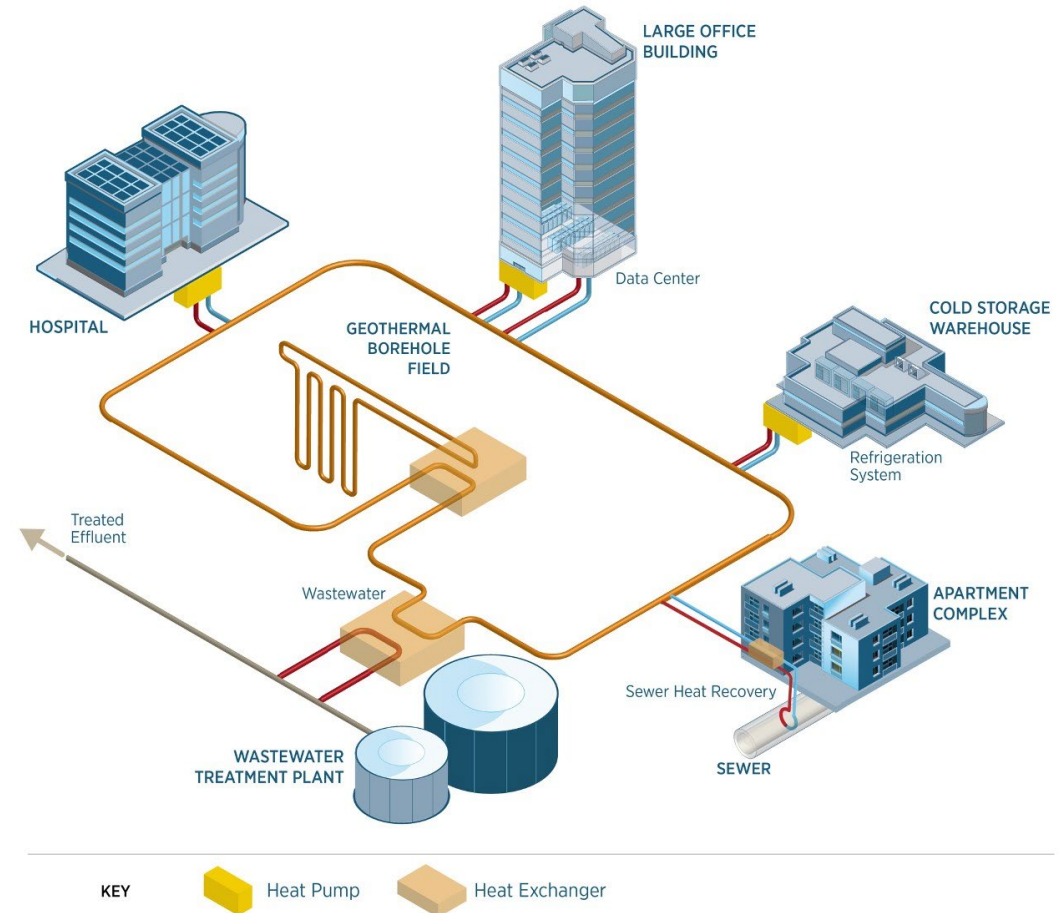 LARGE OFFICE
BUILDING
Data Center
HOSPITAL
GEOTHERMAL
BOREHOLE
FIELD
COLD STORAGE
WAREHOUSE
Refrigeration
System
Treated
Effluent
Wastewater
APARTMENT
COMPLEX
Sewer Heat Recovery
SEWER
WASTEWATER
TREATMENT PLANT
KEY
Heat Pump
Heat Exchanger